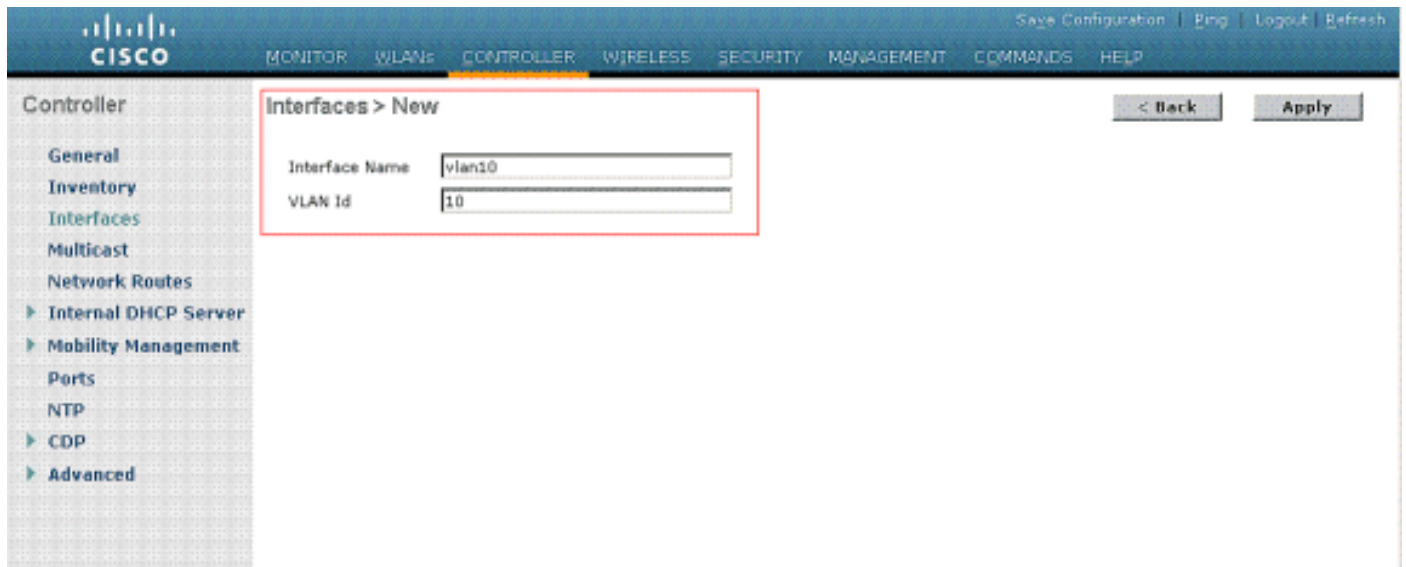 Save Configuration | Ping | Logout | Refresh
CISCO
MONITOR WLANs CONTROLLER WIRELESS SECURITY MANAGEMENT COMMANDS HELP
Controller
General
Inventory
Interfaces
Multicast
Network Routes
Internal DHCP Server
Mobility Management
Ports
NTP
CDP
Advanced
Interfaces > New
< Back
Apply
Interface Name vlan10
VLAN Id 10